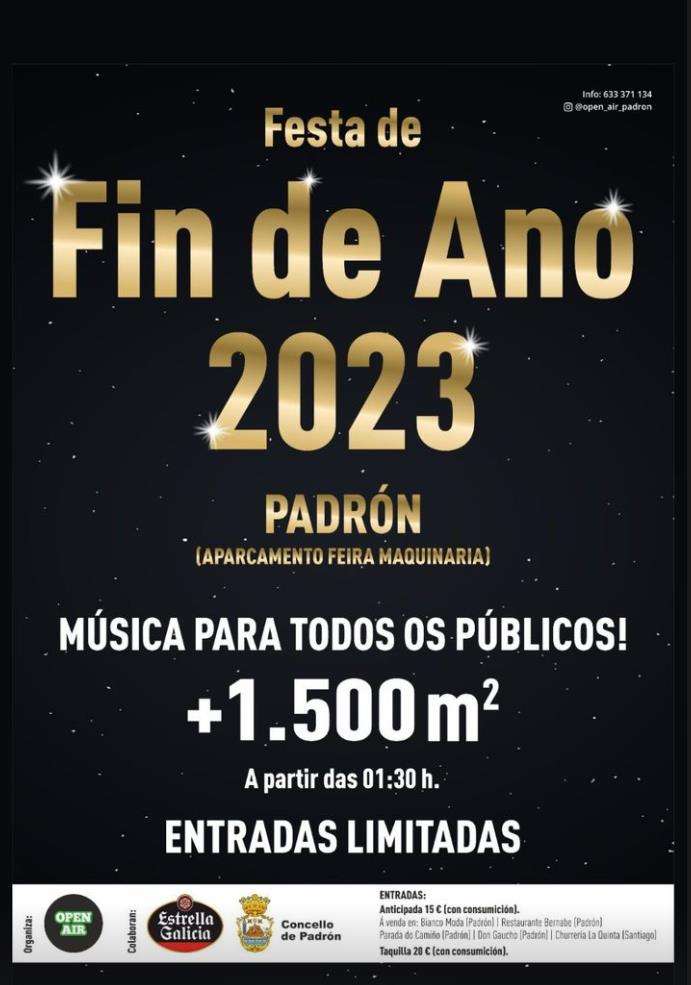 Info: 633 371 134
@open_air_padron
Festa de
Fin de Ano
2023
PADRÓN
(APARCAMENTO FEIRA MAQUINARIA)
MÚSICA PARA TODOS OS PÚBLICOS!
+1.500 m²
A partir das 01:30 h.
ENTRADAS LIMITADAS
Organiza:
OPEN
AIR
Colaboran:
Estrella
Galicia
Concello
de Padrón
ENTRADAS:
Anticipada 15 € (con consumición).
Á venda en: Bianco Moda (Padrón) | Restaurante Bernabe (Padrón)
Parada de Camiño (Padrón) | Don Gaucho (Padrón) | Churrería La Quinta (Santiago)
Taquilla 20 € (con consumición).